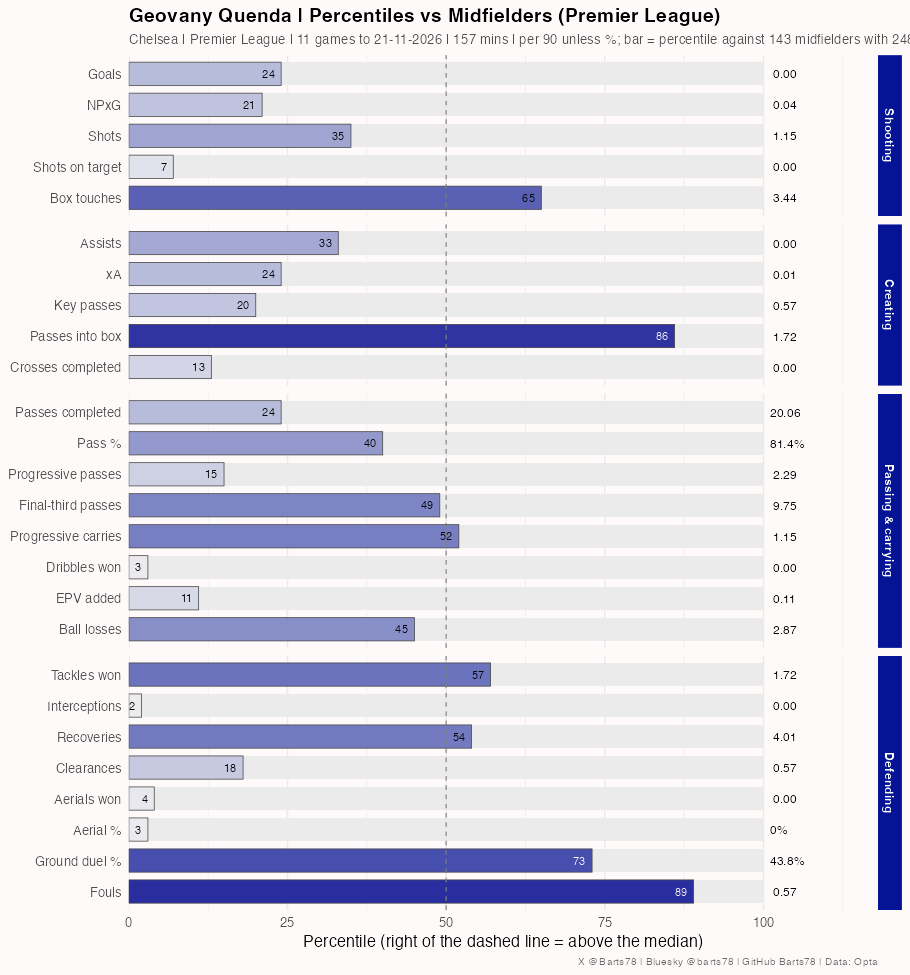 Geovany Quenda | Percentiles vs Midfielders (Premier League)
Chelsea | Premier League | 11 games to 21-11-2026 | 157 mins | per 90 unless %; bar = percentile against 143 midfielders with 248
Goals 24 0.00
NPxG 21 0.04
Shots 35 1.15
Shots on target 7 0.00
Box touches 65 3.44
Shooting
Assists 33 0.00
xA 24 0.01
Key passes 20 0.57
Passes into box 86 1.72
Crosses completed 13 0.00
Creating
Passes completed 24 20.06
Pass % 40 81.4%
Progressive passes 15 2.29
Final-third passes 49 9.75
Progressive carries 52 1.15
Dribbles won 3 0.00
EPV added 11 0.11
Ball losses 45 2.87
Passing & carrying
Tackles won 57 1.72
Interceptions 2 0.00
Recoveries 54 4.01
Clearances 18 0.57
Aerials won 4 0.00
Aerial % 3 0%
Ground duel % 73 43.8%
Fouls 89 0.57
Defending
0 25 50 75 100
Percentile (right of the dashed line = above the median)
X @Barts78 | Bluesky @barts78 | GitHub Barts78 | Data: Opta